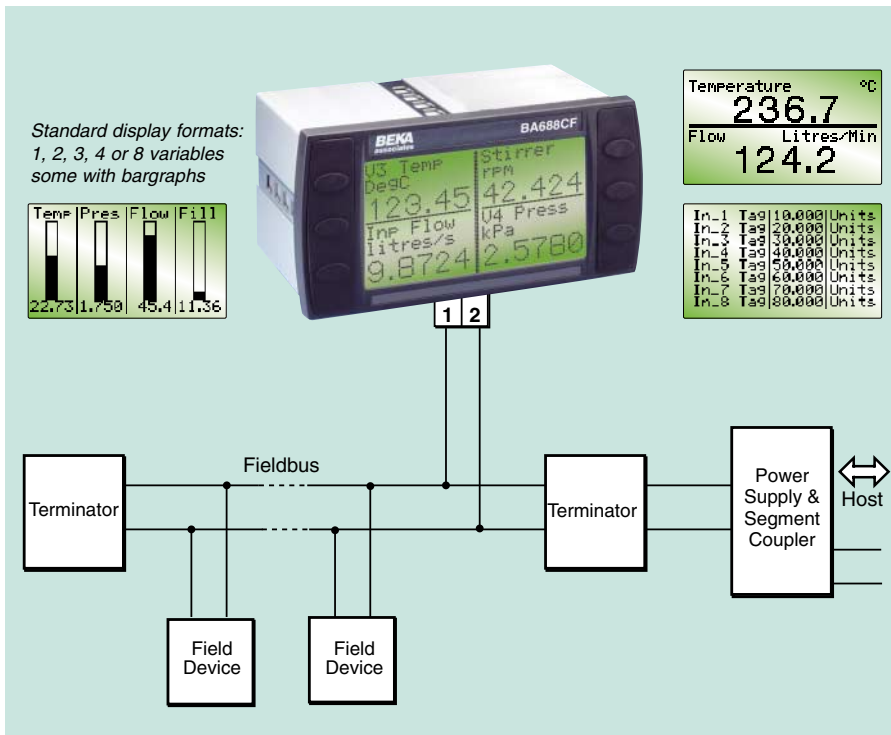 Standard display formats:
1, 2, 3, 4 or 8 variables
some with bargraphs
Temp Pres Flow Fill
22.73 1.750 45.4 11.36
BEKA
associates
BA688CF
V3 Temp
DegC
123.45
Stirrer
rpm
42.424
Inp Flow
litres/s
9.8724
V4 Press
kPa
2.5780
Temperature °C
236.7
Flow Litres/Min
124.2
In_1 Tag|10.000|Units
In_2 Tag|20.000|Units
In_3 Tag|30.000|Units
In_4 Tag|40.000|Units
In_5 Tag|50.000|Units
In_6 Tag|60.000|Units
In_7 Tag|70.000|Units
In_8 Tag|80.000|Units
1 2
Fieldbus
Terminator
Terminator
Power
Supply &
Segment
Coupler
Host
Field
Device
Field
Device